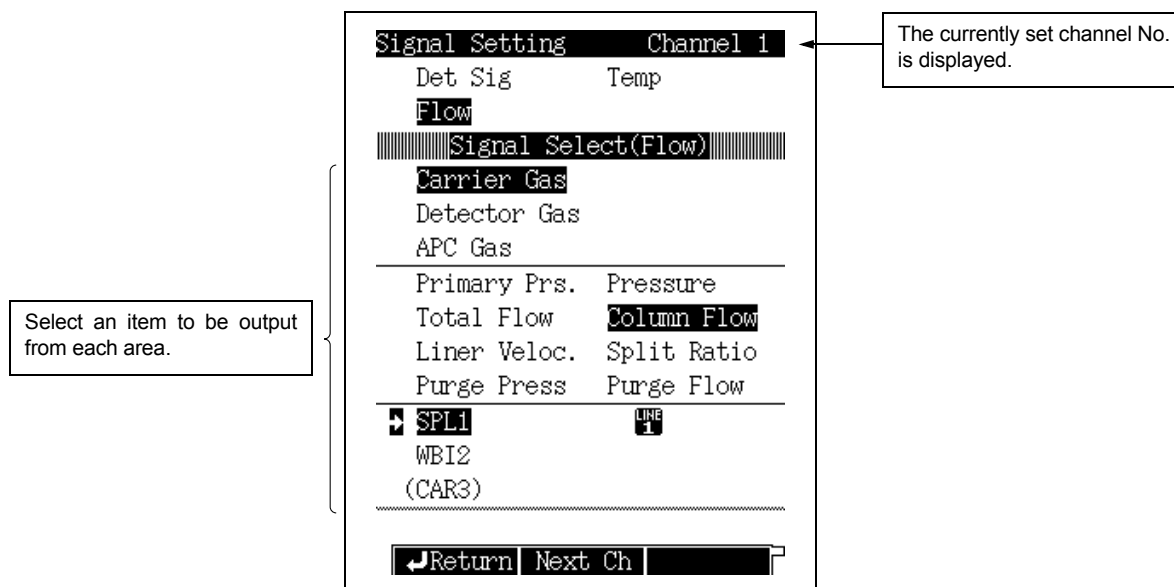 Signal Setting Channel 1
Det Sig Temp
Flow
Signal Select(Flow)
Carrier Gas
Detector Gas
APC Gas
Primary Prs. Pressure
Total Flow Column Flow
Liner Veloc. Split Ratio
Purge Press Purge Flow
SPL1 LINE 1
WBI2
(CAR3)
Return Next Ch
The currently set channel No.
is displayed.
Select an item to be output
from each area.